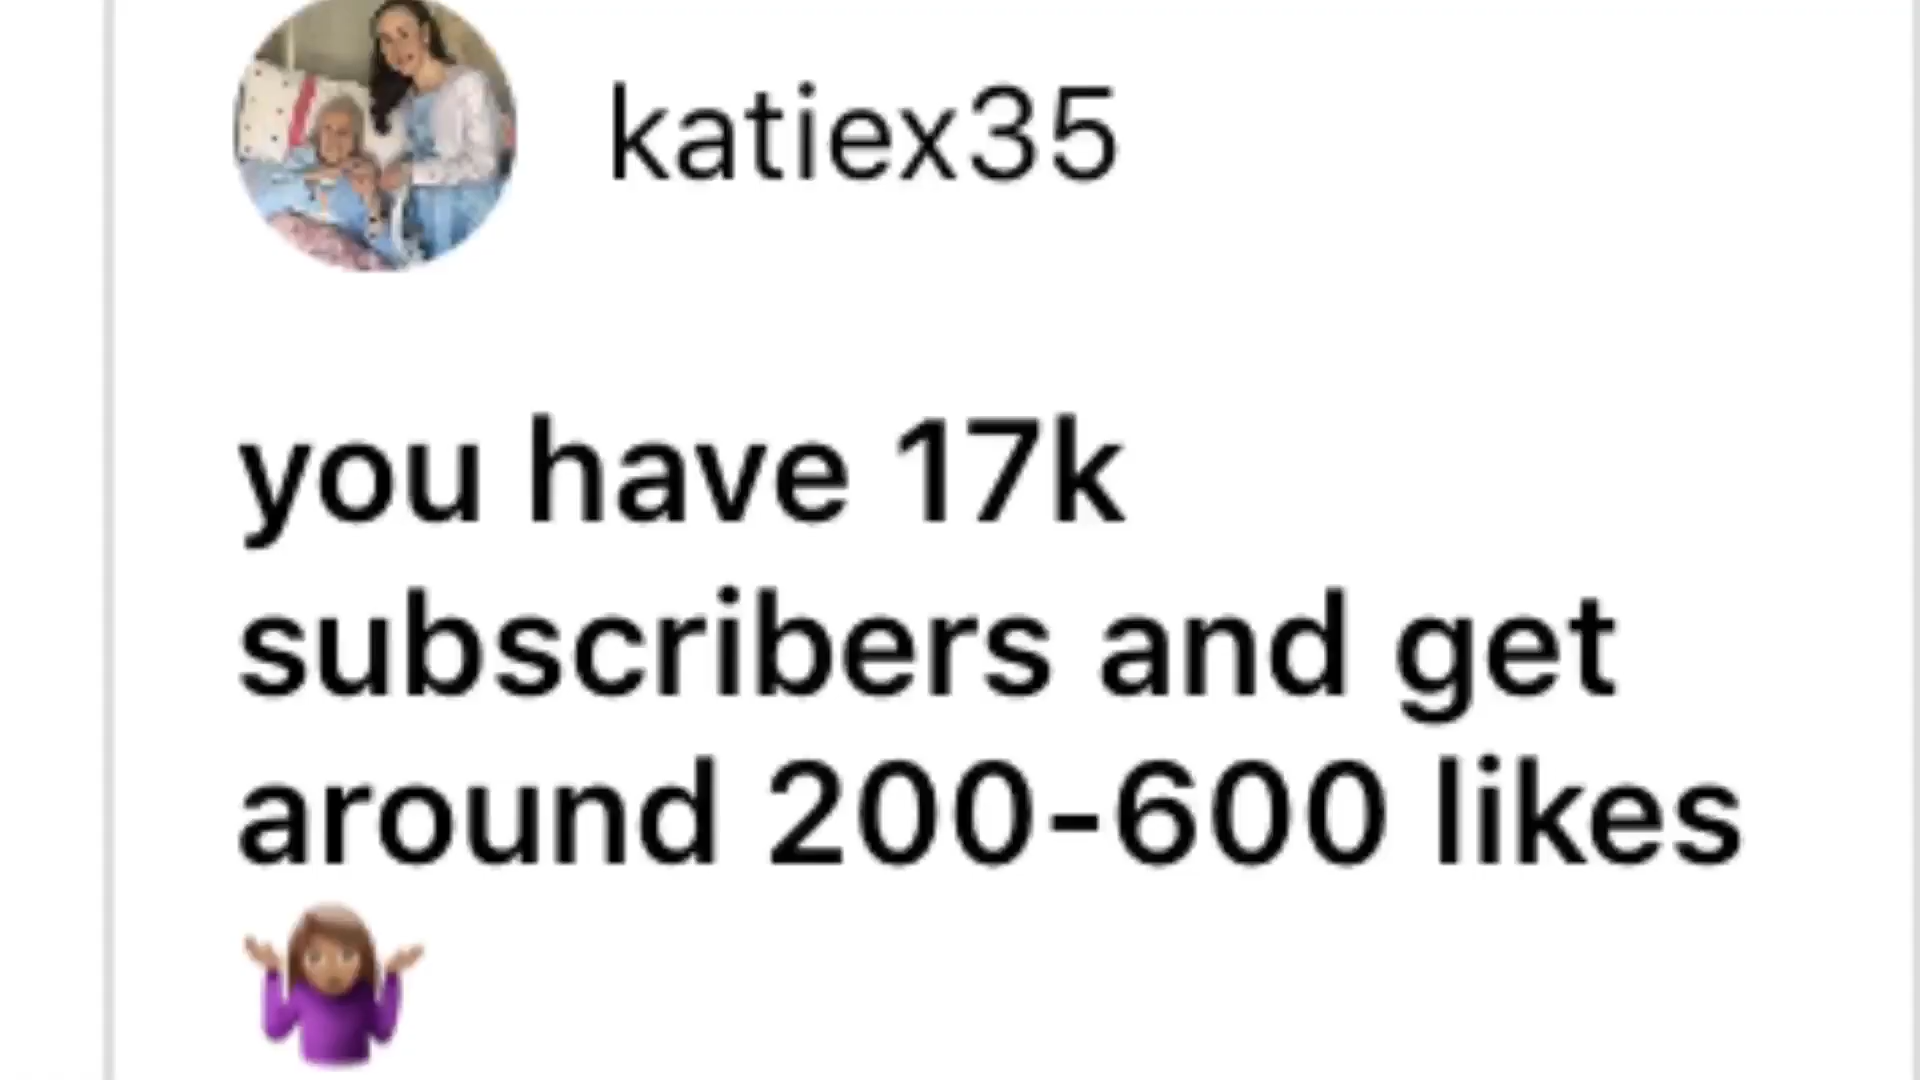 katiex35
you have 17k
subscribers and get
around 200-600 likes
🤷🏽‍♀️